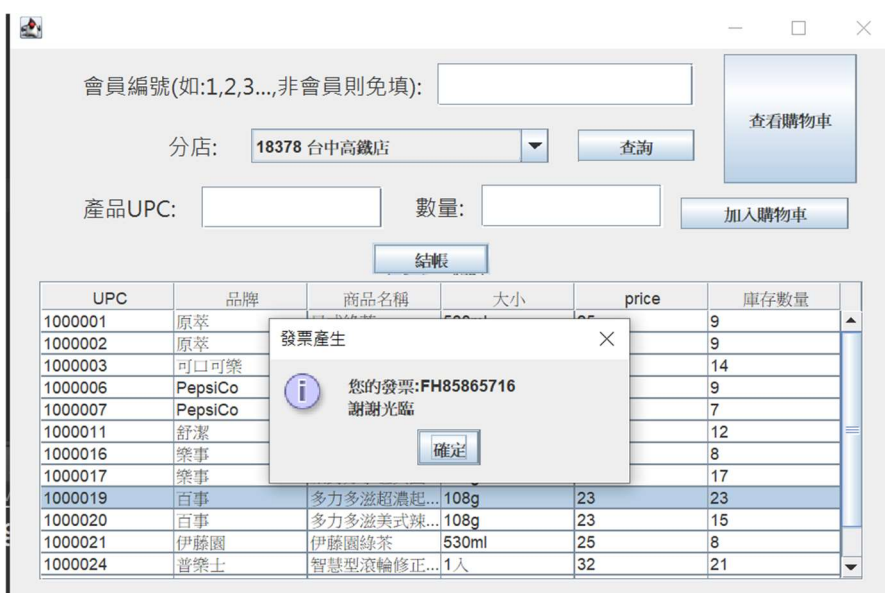 會員編號(如:1,2,3...,非會員則免填):
查看購物車
分店: 18378 台中高鐵店 查詢
產品UPC: 數量: 加入購物車
結帳
UPC 品牌 商品名稱 大小 price 庫存數量
1000001 原萃 9
1000002 原萃 9
1000003 可口可樂 14
1000006 PepsiCo 9
1000007 PepsiCo 7
1000011 舒潔 12
1000016 樂事 8
1000017 樂事 17
1000019 百事 多力多滋超濃起... 108g 23 23
1000020 百事 多力多滋美式辣... 108g 23 15
1000021 伊藤園 伊藤園綠茶 530ml 25 8
1000024 普樂士 智慧型滾輪修正... 1入 32 21
發票產生
您的發票:FH85865716
謝謝光臨
確定